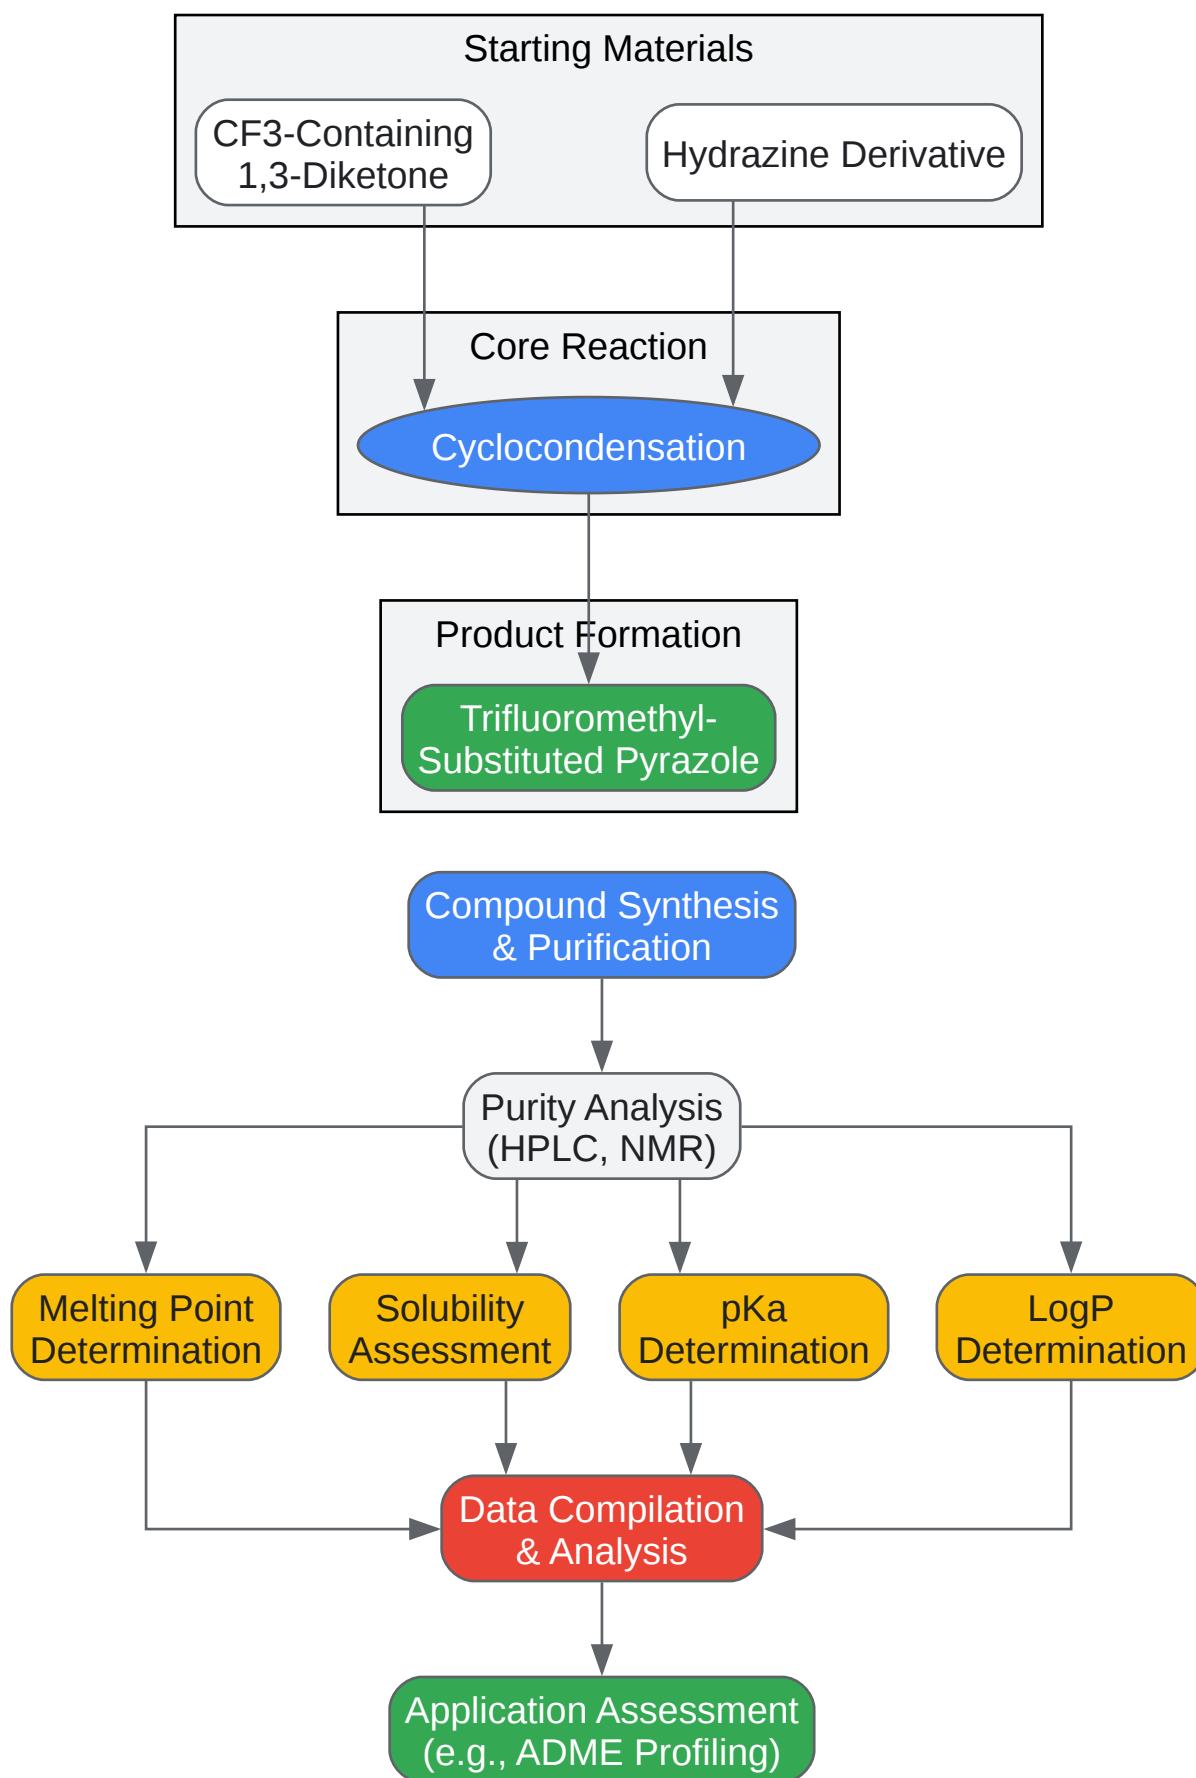 Starting Materials
CF3-Containing
1,3-Diketone
Hydrazine Derivative
Core Reaction
Cyclocondensation
Product Formation
Trifluoromethyl-
Substituted Pyrazole
Compound Synthesis
& Purification
Purity Analysis
(HPLC, NMR)
Melting Point
Determination
Solubility
Assessment
pKa
Determination
LogP
Determination
Data Compilation
& Analysis
Application Assessment
(e.g., ADME Profiling)